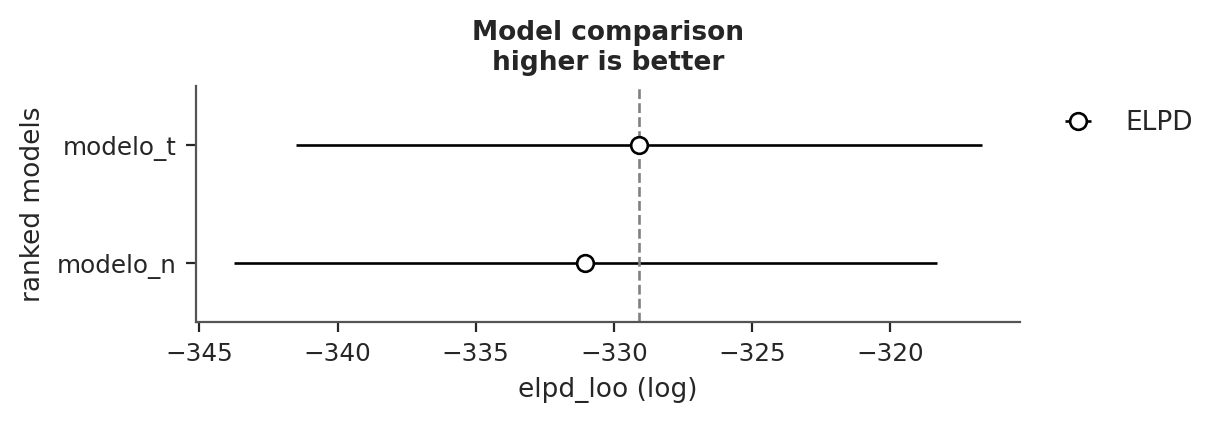 Model comparison
higher is better
ELPD
ranked models
modelo_t
modelo_n
−345
−340
−335
−330
−325
−320
elpd_loo (log)